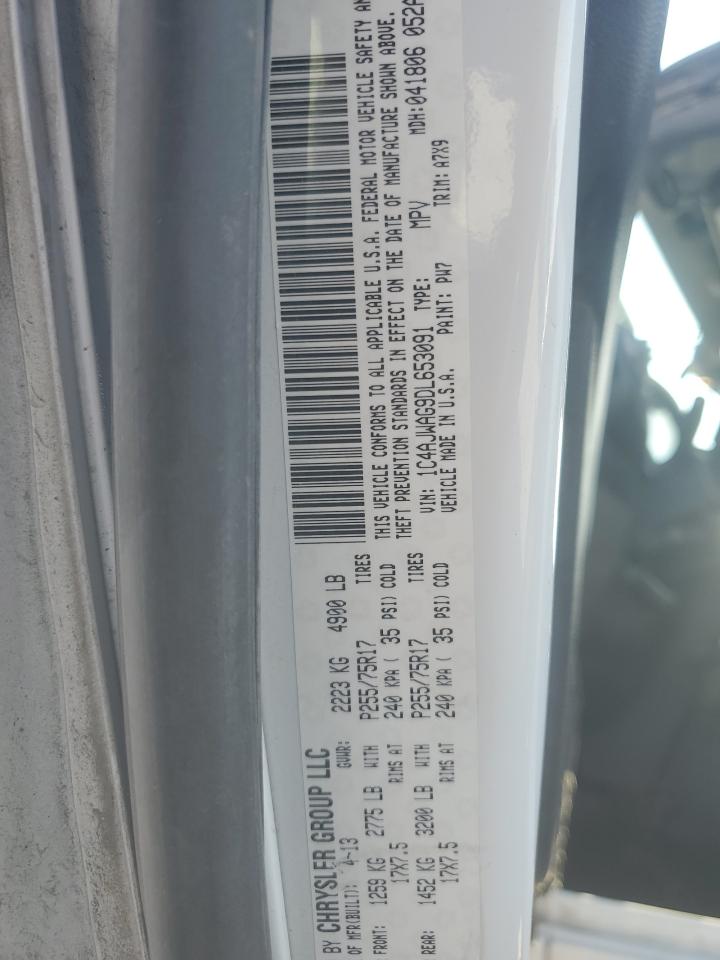 BY CHRYSLER GROUP LLC
OF MFR(BUILT): 4-13 GVWR: 2223 KG 4900 LB
FRONT: 1259 KG 2775 LB WITH P255/75R17 TIRES
17X7.5 RIMS AT 240 KPA ( 35 PSI) COLD
REAR: 1452 KG 3200 LB WITH P255/75R17 TIRES
17X7.5 RIMS AT 240 KPA ( 35 PSI) COLD
THIS VEHICLE CONFORMS TO ALL APPLICABLE U.S.A. FEDERAL MOTOR VEHICLE SAFETY AN
THEFT PREVENTION STANDARDS IN EFFECT ON THE DATE OF MANUFACTURE SHOWN ABOVE.
VIN: 1C4AJWAG9DL653091 TYPE: MPV MDH:041806 052A
VEHICLE MADE IN U.S.A. PAINT: PW7 TRIM: A7X9